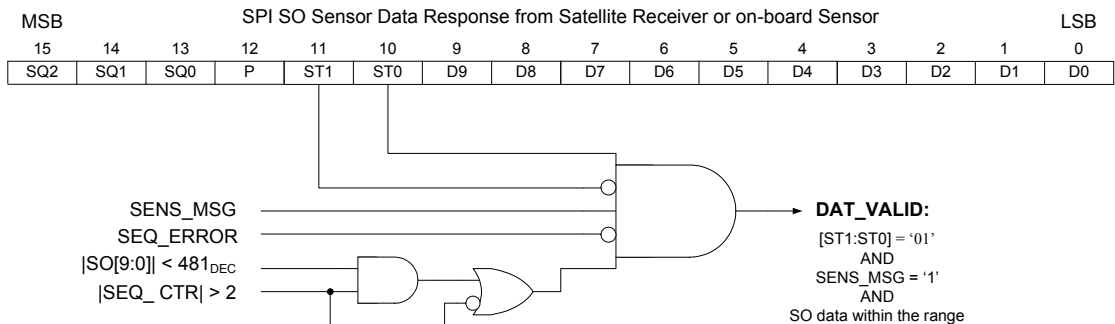 SPI SO Sensor Data Response from Satellite Receiver or on-board Sensor
MSB LSB
15 14 13 12 11 10 9 8 7 6 5 4 3 2 1 0
SQ2 SQ1 SQ0 P ST1 ST0 D9 D8 D7 D6 D5 D4 D3 D2 D1 D0
SENS_MSG
SEQ_ERROR
|SO[9:0]| < 481DEC
|SEQ_ CTR| > 2
DAT_VALID:
[ST1:ST0] = ‘01’
AND
SENS_MSG = ‘1’
AND
SO data within the range